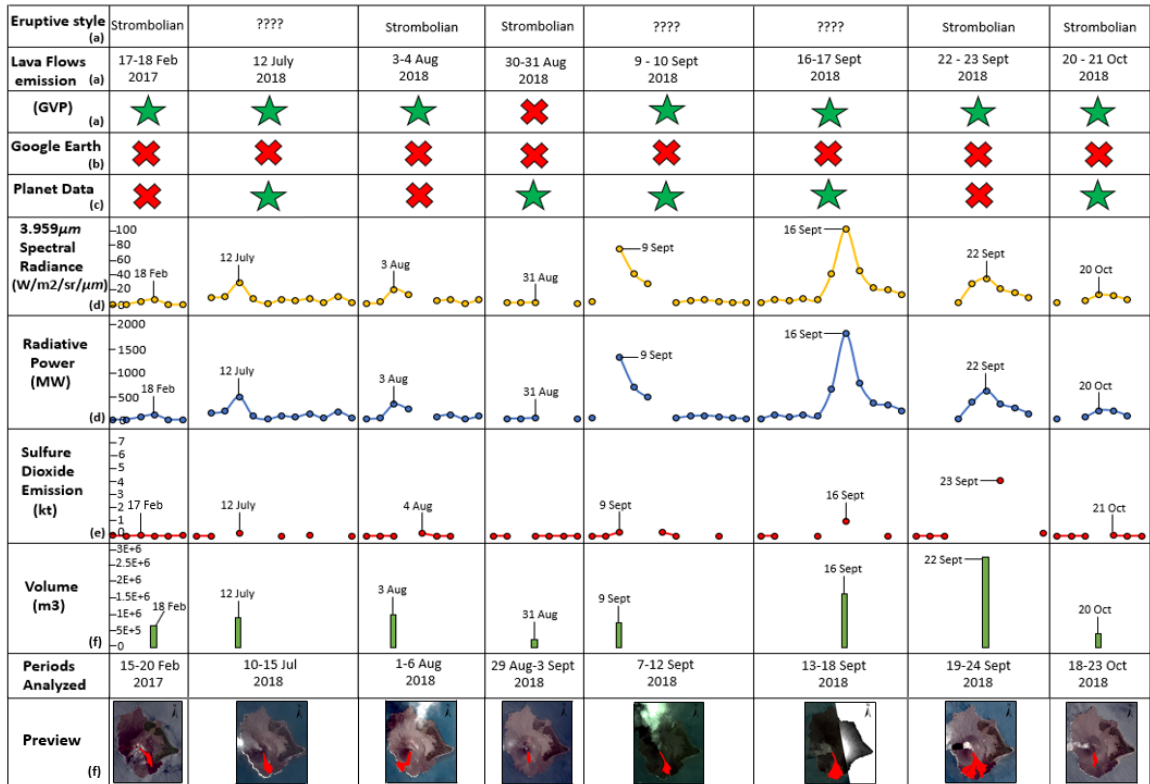 Eruptive style
(a)
Strombolian
????
Strombolian
Strombolian
????
????
Strombolian
Strombolian
Lava Flows
emission (a)
17-18 Feb
2017
12 July
2018
3-4 Aug
2018
30-31 Aug
2018
9 - 10 Sept
2018
16-17 Sept
2018
22 - 23 Sept
2018
20 - 21 Oct
2018
(GVP)
(a)
Google Earth
(b)
Planet Data
(c)
3.959µm
Spectral
Radiance
(W/m2/sr/µm)
(d)
100
80
60
40
20
0
18 Feb
12 July
3 Aug
31 Aug
9 Sept
16 Sept
22 Sept
20 Oct
Radiative
Power
(MW)
(d)
2000
1500
1000
500
0
18 Feb
12 July
3 Aug
31 Aug
9 Sept
16 Sept
22 Sept
20 Oct
Sulfure
Dioxide
Emission
(kt)
(e)
7
6
5
4
3
2
1
0
17 Feb
12 July
4 Aug
9 Sept
16 Sept
23 Sept
21 Oct
Volume
(m3)
(f)
3E+6
2.5E+6
2E+6
1.5E+6
1E+6
5E+5
0
18 Feb
12 July
3 Aug
31 Aug
9 Sept
16 Sept
22 Sept
20 Oct
Periods
Analyzed
15-20 Feb
2017
10-15 Jul
2018
1-6 Aug
2018
29 Aug-3 Sept
2018
7-12 Sept
2018
13-18 Sept
2018
19-24 Sept
2018
18-23 Oct
2018
Preview
(f)